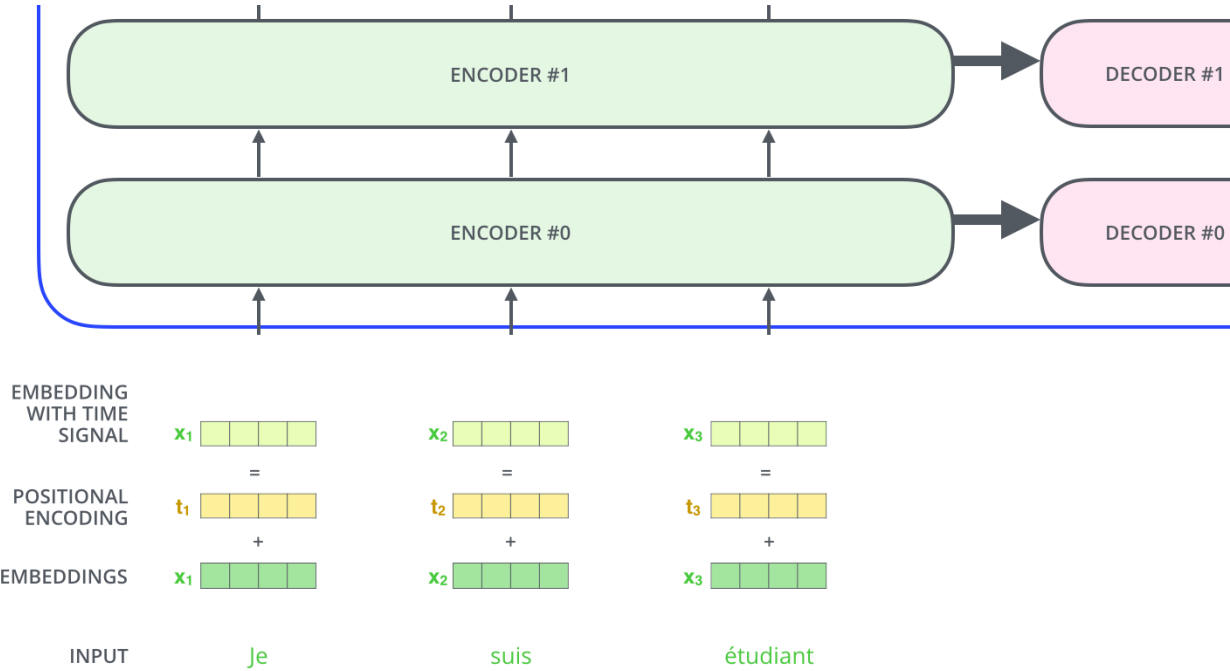 ENCODER #1
DECODER #1
ENCODER #0
DECODER #0
EMBEDDING
WITH TIME
SIGNAL
x₁
x₂
x₃
=
=
=
POSITIONAL
ENCODING
t₁
t₂
t₃
+
+
+
EMBEDDINGS
x₁
x₂
x₃
INPUT
Je
suis
étudiant